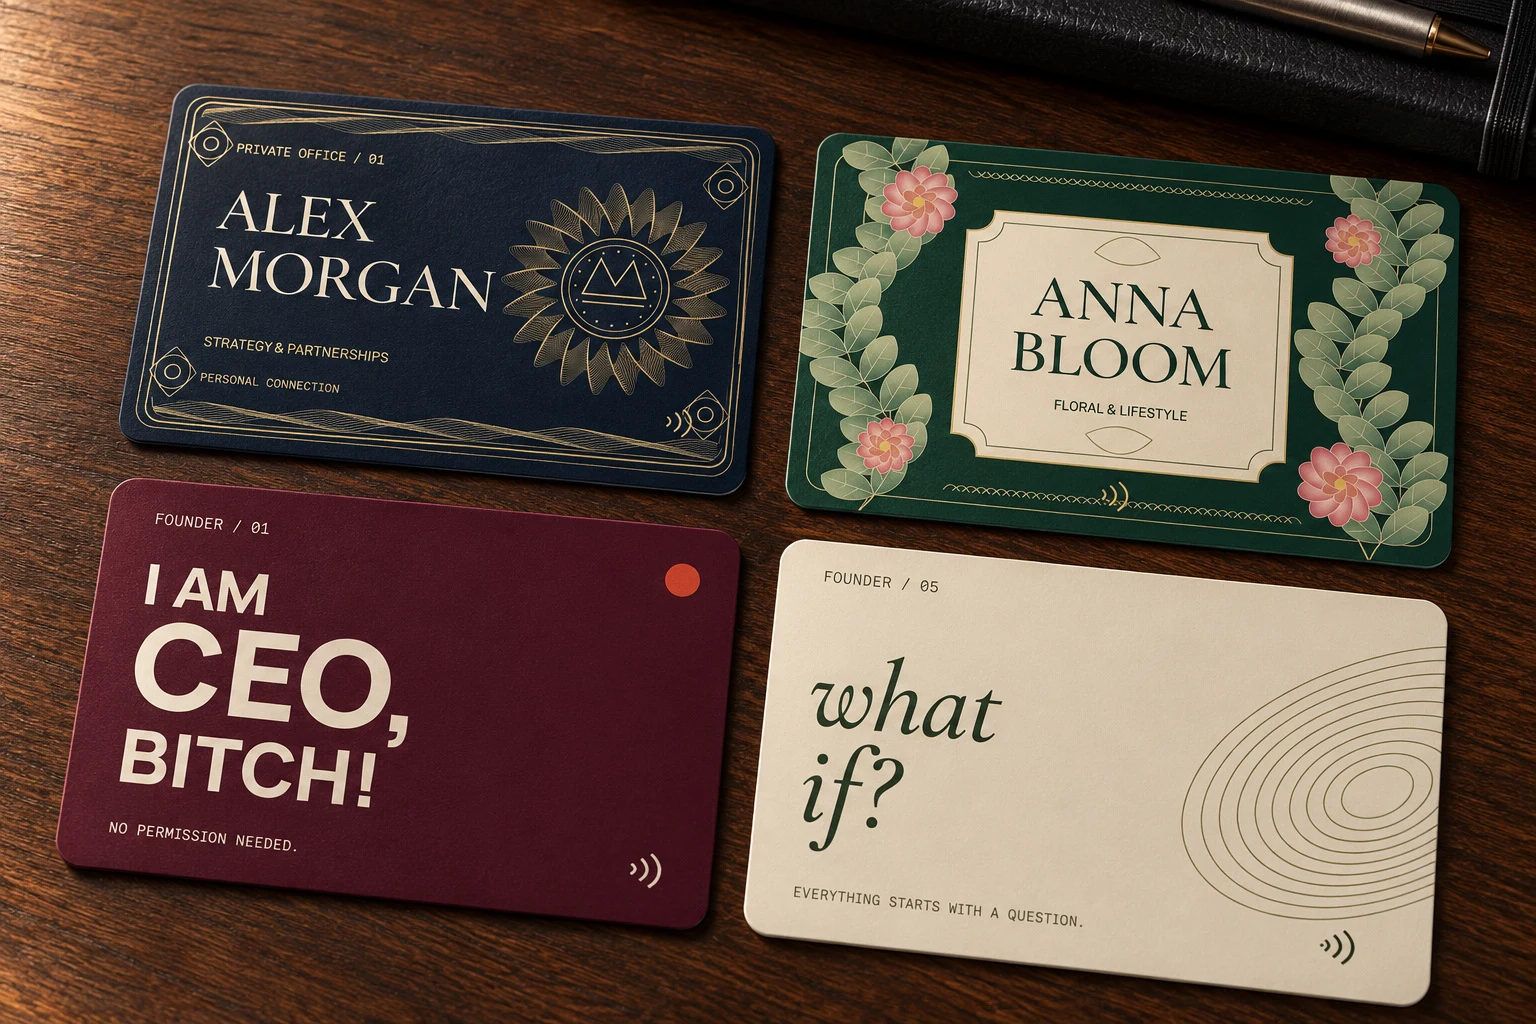 PRIVATE OFFICE / 01
ALEX
MORGAN
STRATEGY & PARTNERSHIPS
PERSONAL CONNECTION
ANNA
BLOOM
FLORAL & LIFESTYLE
FOUNDER / 01
I AM
CEO,
BITCH!
NO PERMISSION NEEDED.
FOUNDER / 05
what
if?
EVERYTHING STARTS WITH A QUESTION.